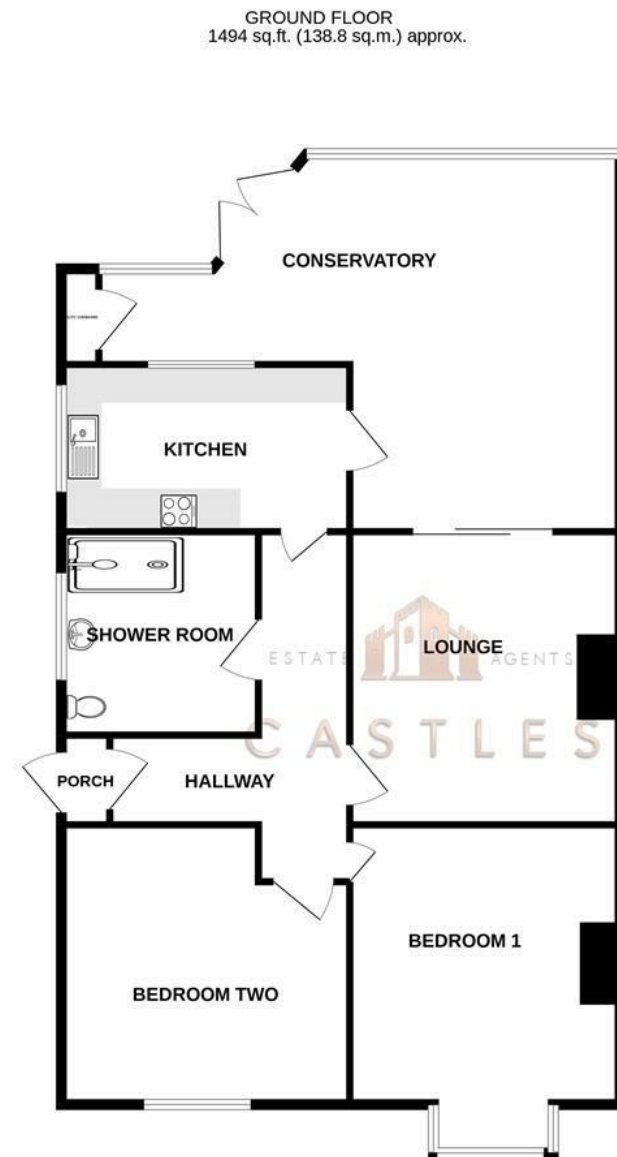 GROUND FLOOR
1494 sq.ft. (138.8 sq.m.) approx.
CONSERVATORY
KITCHEN
SHOWER ROOM
LOUNGE
ESTATE AGENTS
CASTLES
PORCH
HALLWAY
BEDROOM 1
BEDROOM TWO